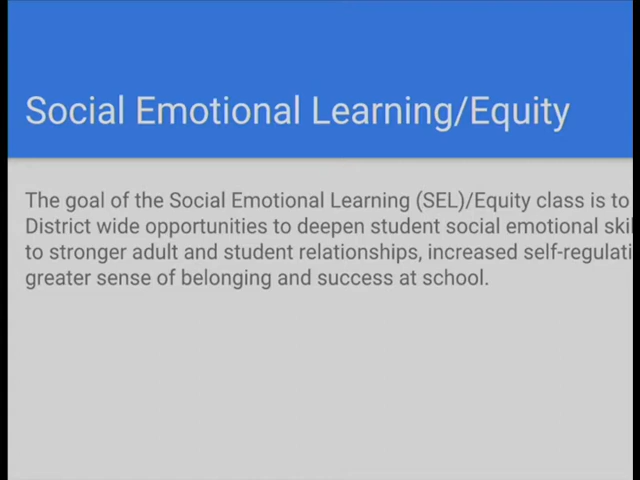 Social Emotional Learning/Equity
The goal of the Social Emotional Learning (SEL)/Equity class is to
District wide opportunities to deepen student social emotional
to stronger adult and student relationships, increased
greater sense of belonging and success at school.